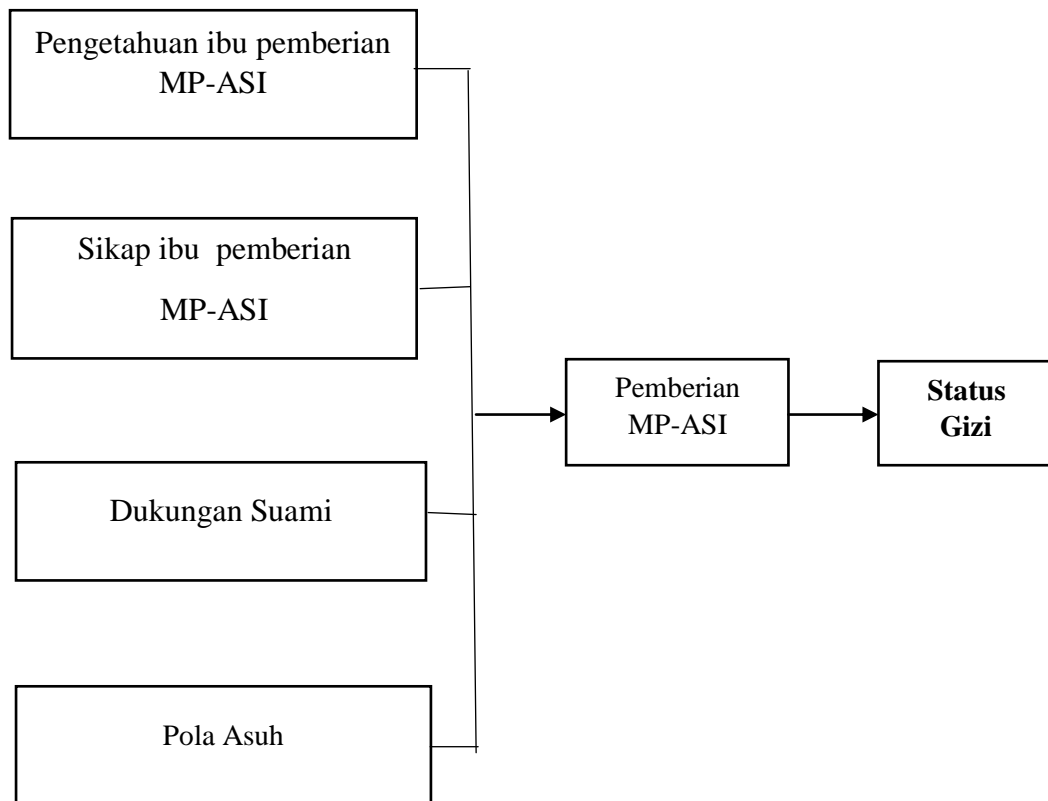 Pengetahuan ibu pemberian
MP-ASI
Sikap ibu pemberian
MP-ASI
Dukungan Suami
Pola Asuh
Pemberian
MP-ASI
Status
Gizi